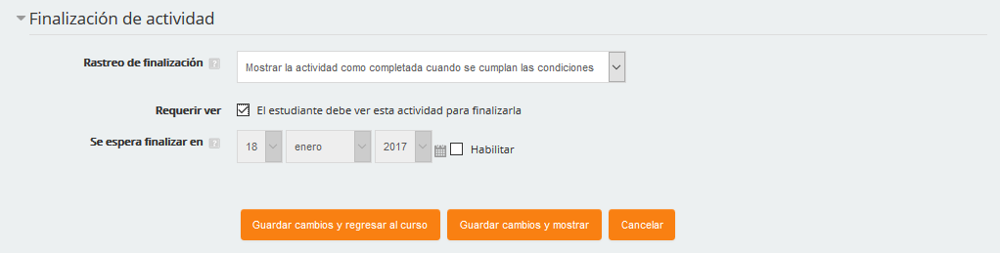 Finalización de actividad
Rastreo de finalización ? Mostrar la actividad como completada cuando se cumplan las condiciones
Requerir ver El estudiante debe ver esta actividad para finalizarla
Se espera finalizar en ? 18 enero 2017 Habilitar
Guardar cambios y regresar al curso Guardar cambios y mostrar Cancelar